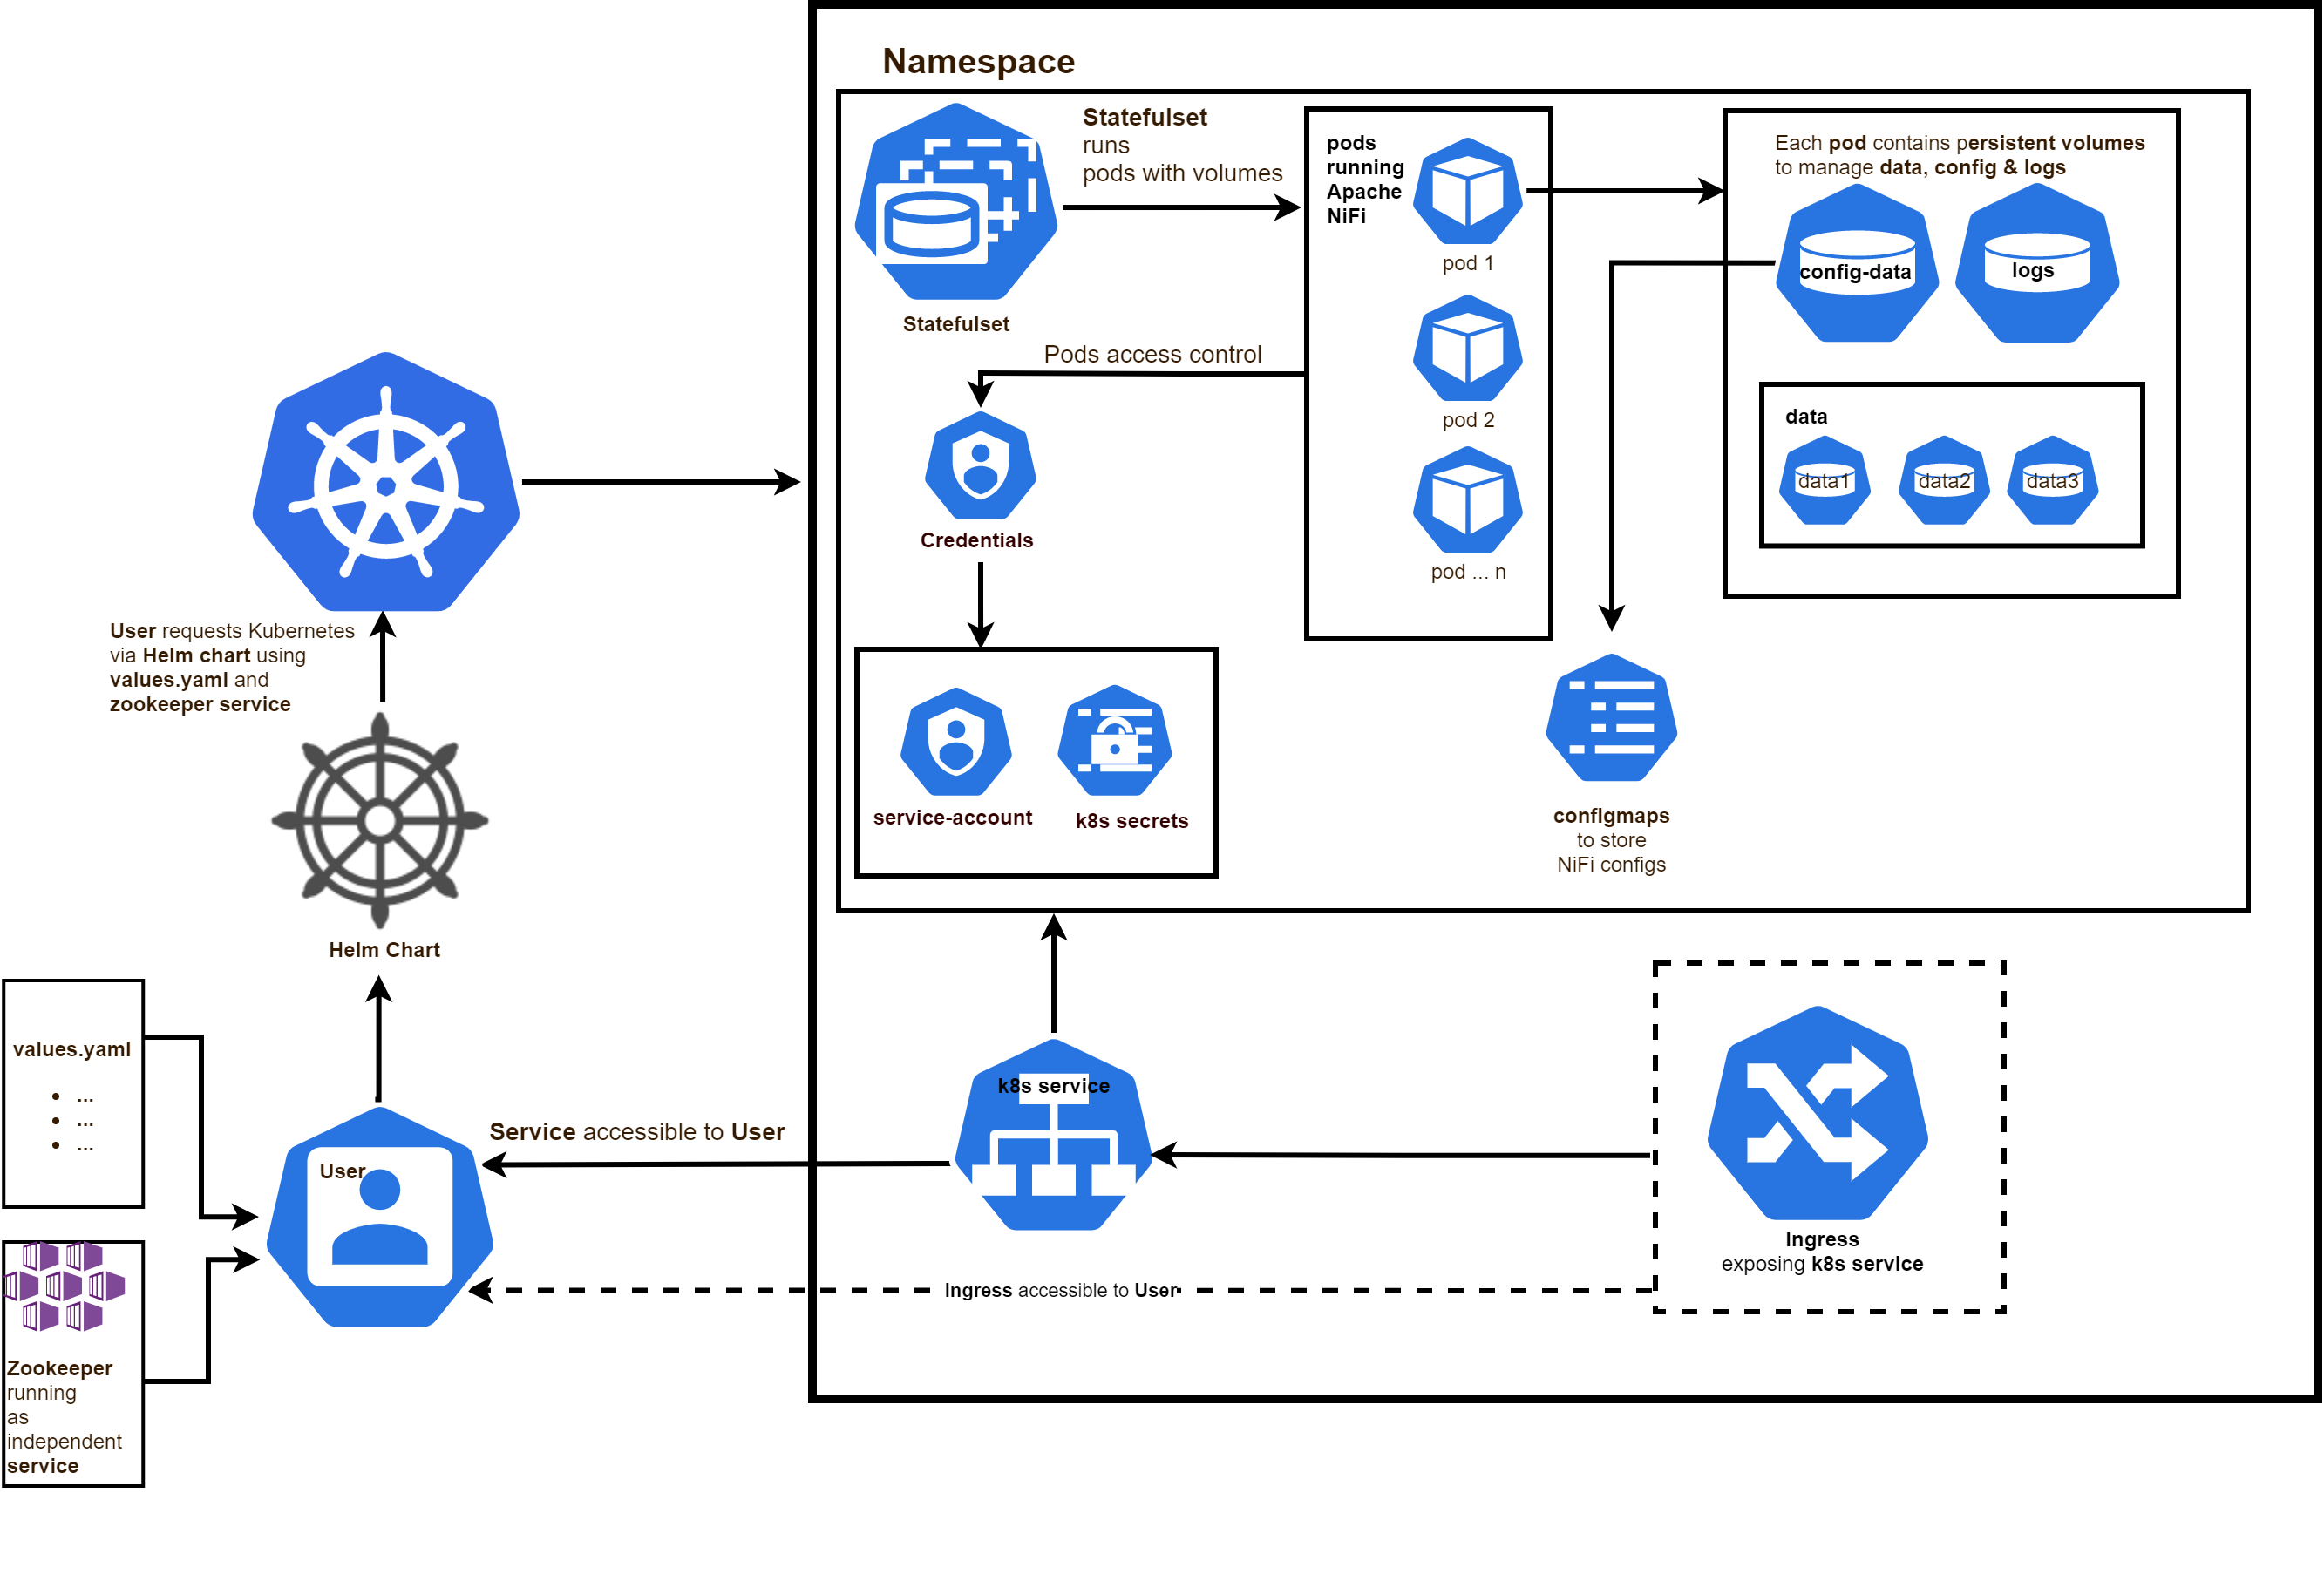 Namespace
Statefulset
runs
pods with volumes
Statefulset
pods
running
Apache
NiFi
pod 1
pod 2
pod ... n
Each pod contains persistent volumes
to manage data, config & logs
config-data
logs
data
data1
data2
data3
Pods access control
Credentials
service-account
k8s secrets
configmaps
to store
NiFi configs
User requests Kubernetes
via Helm chart using
values.yaml and
zookeeper service
Helm Chart
values.yaml
• ...
• ...
• ...
User
Service accessible to User
k8s service
Ingress
exposing k8s service
Ingress accessible to User
Zookeeper
running
as
independent
service